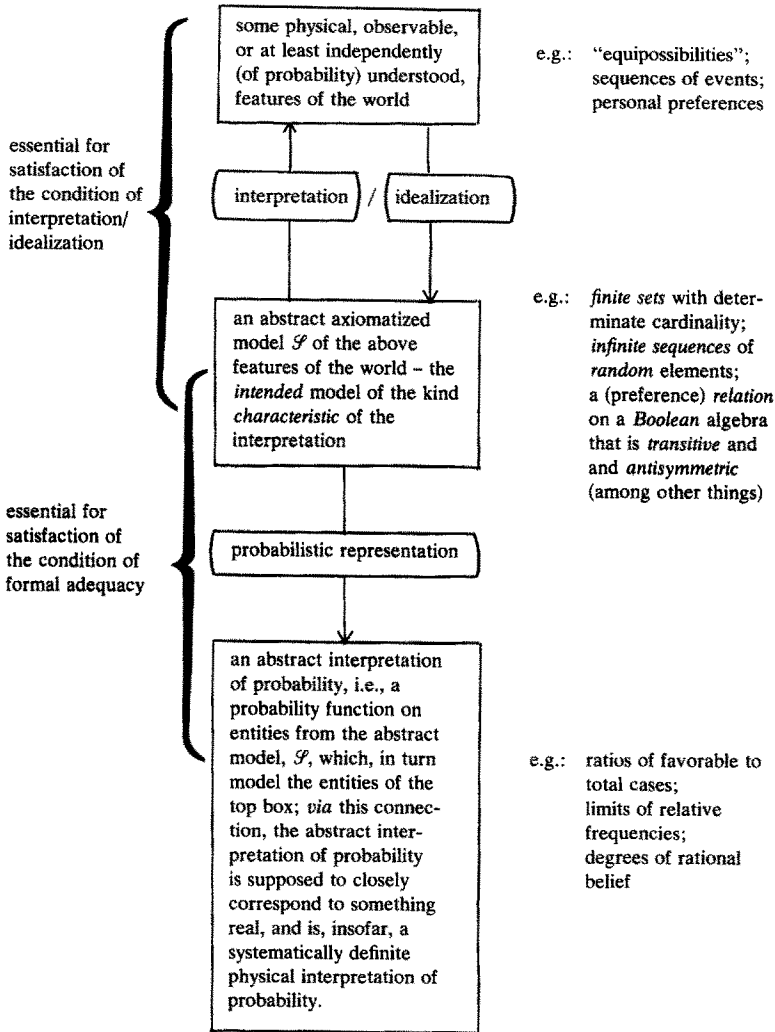 some physical, observable,
or at least independently
(of probability) understood,
features of the world
e.g.: “equipossibilities”;
sequences of events;
personal preferences
essential for
satisfaction of
the condition of
interpretation/
idealization
interpretation / idealization
an abstract axiomatized
model 𝒮 of the above
features of the world – the
intended model of the kind
characteristic of the
interpretation
e.g.: finite sets with deter-
minate cardinality;
infinite sequences of
random elements;
a (preference) relation
on a Boolean algebra
that is transitive and
and antisymmetric
(among other things)
essential for
satisfaction of
the condition of
formal adequacy
probabilistic representation
an abstract interpretation
of probability, i.e., a
probability function on
entities from the abstract
model, 𝒮, which, in turn
model the entities of the
top box; via this connec-
tion, the abstract inter-
pretation of probability
is supposed to closely
correspond to something
real, and is, insofar, a
systematically definite
physical interpretation of
probability.
e.g.: ratios of favorable to
total cases;
limits of relative
frequencies;
degrees of rational
belief